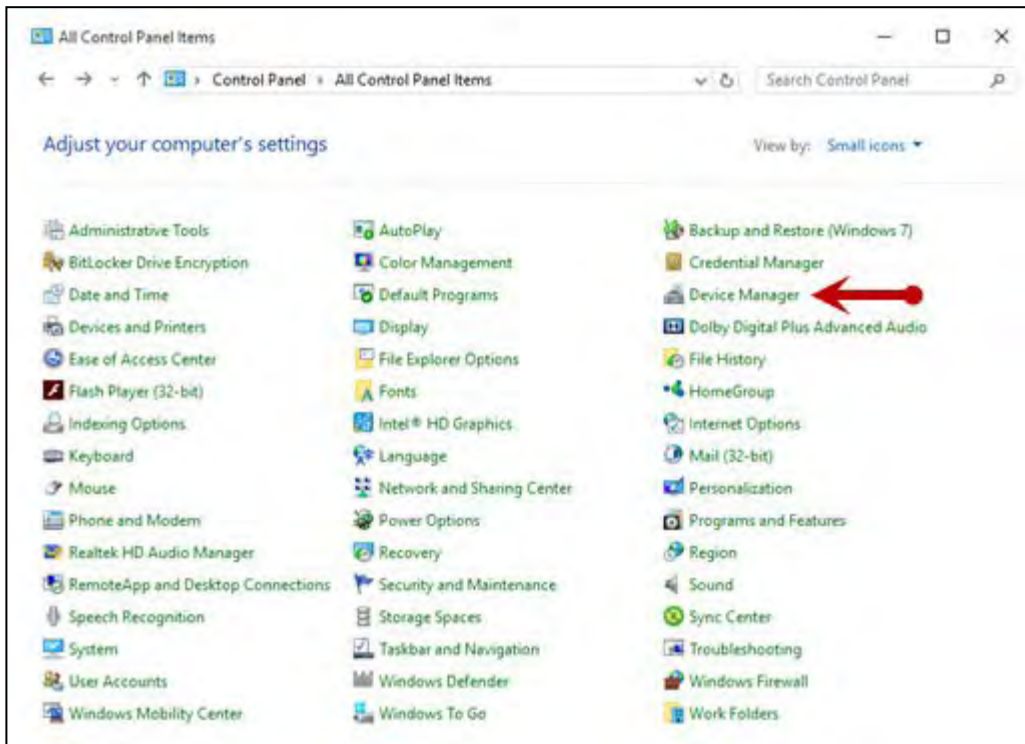 All Control Panel Items
Control Panel › All Control Panel Items
Search Control Panel
Adjust your computer's settings
View by: Small icons
Administrative Tools AutoPlay Backup and Restore (Windows 7)
BitLocker Drive Encryption Color Management Credential Manager
Date and Time Default Programs Device Manager
Devices and Printers Display Dolby Digital Plus Advanced Audio
Ease of Access Center File Explorer Options File History
Flash Player (32-bit) Fonts HomeGroup
Indexing Options Intel® HD Graphics Internet Options
Keyboard Language Mail (32-bit)
Mouse Network and Sharing Center Personalization
Phone and Modem Power Options Programs and Features
Realtek HD Audio Manager Recovery Region
RemoteApp and Desktop Connections Security and Maintenance Sound
Speech Recognition Storage Spaces Sync Center
System Taskbar and Navigation Troubleshooting
User Accounts Windows Defender Windows Firewall
Windows Mobility Center Windows To Go Work Folders